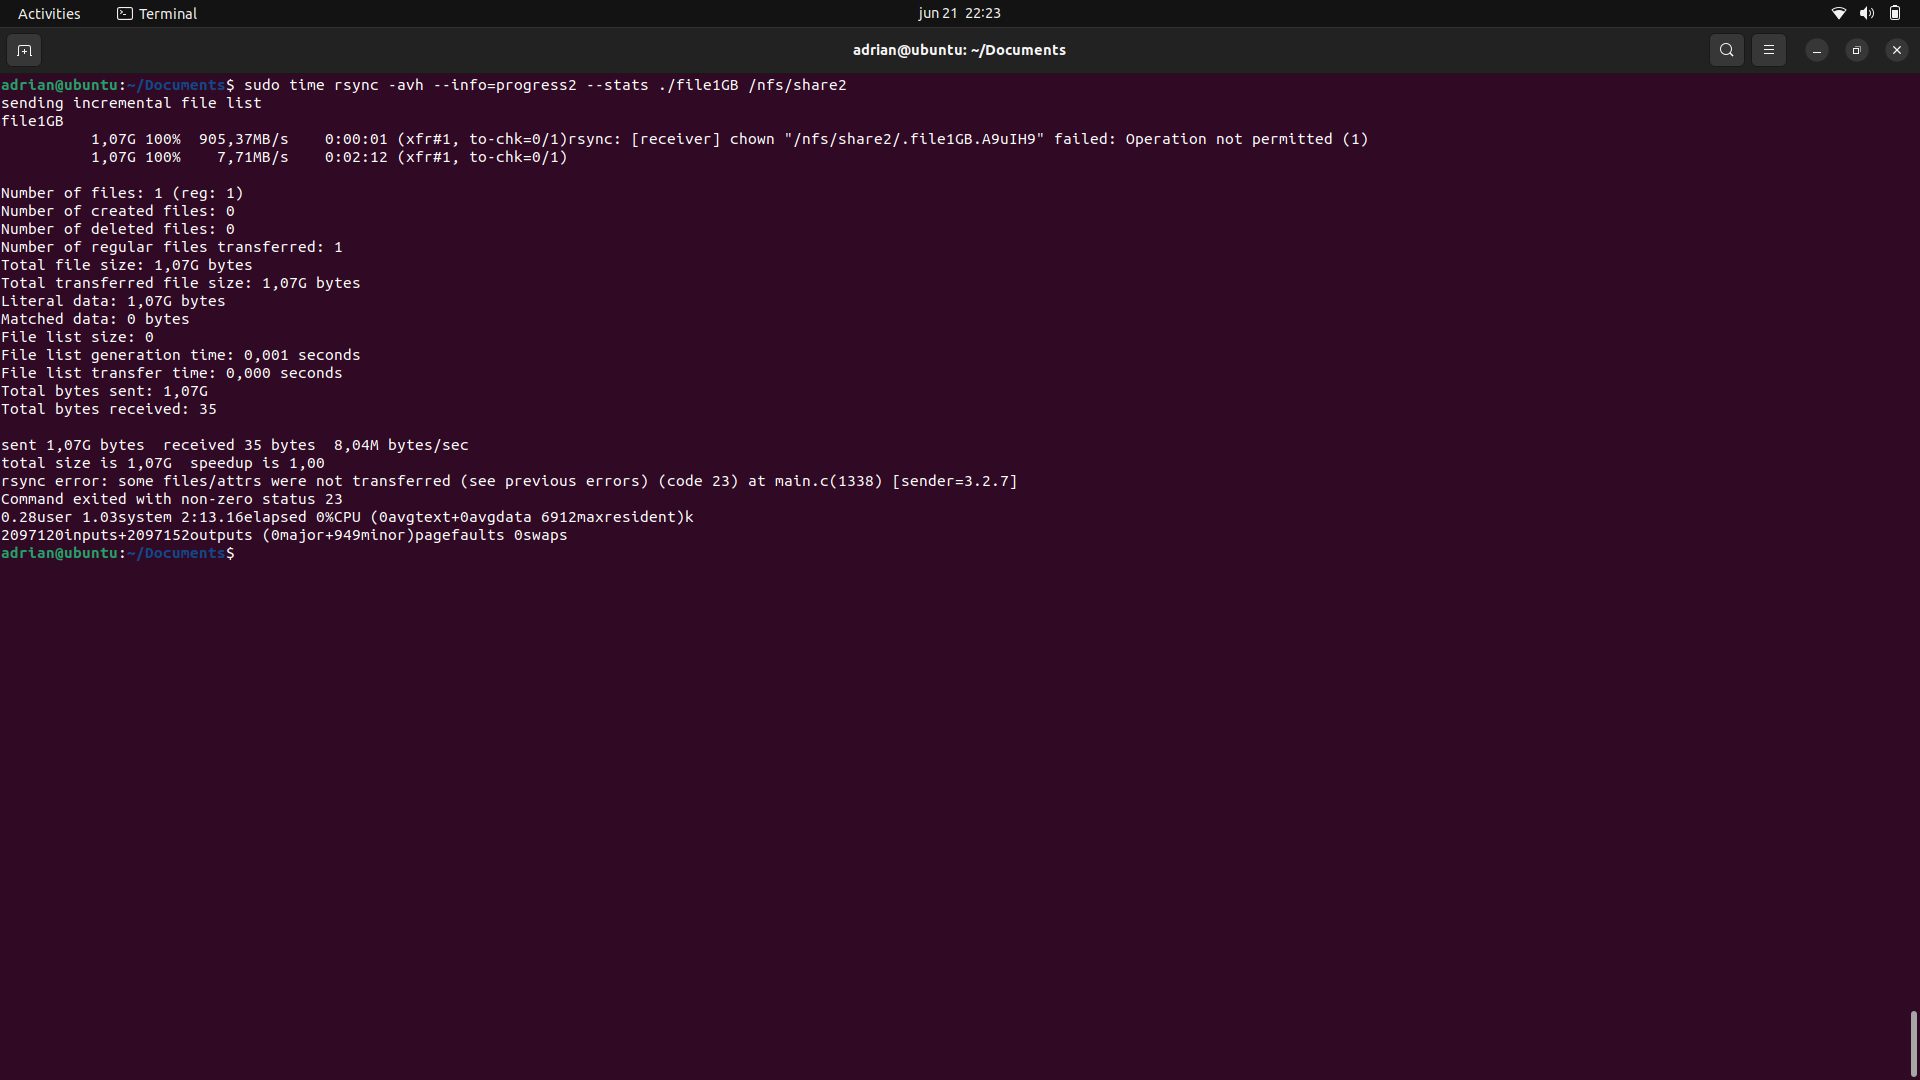 Activities Terminal jun 21 22:23
adrian@ubuntu: ~/Documents
adrian@ubuntu:~/Documents$ sudo time rsync -avh --info=progress2 --stats ./file1GB /nfs/share2
sending incremental file list
file1GB
          1,07G 100%  905,37MB/s    0:00:01 (xfr#1, to-chk=0/1)rsync: [receiver] chown "/nfs/share2/.file1GB.A9uIH9" failed: Operation not permitted (1)
          1,07G 100%    7,71MB/s    0:02:12 (xfr#1, to-chk=0/1)

Number of files: 1 (reg: 1)
Number of created files: 0
Number of deleted files: 0
Number of regular files transferred: 1
Total file size: 1,07G bytes
Total transferred file size: 1,07G bytes
Literal data: 1,07G bytes
Matched data: 0 bytes
File list size: 0
File list generation time: 0,001 seconds
File list transfer time: 0,000 seconds
Total bytes sent: 1,07G
Total bytes received: 35

sent 1,07G bytes  received 35 bytes  8,04M bytes/sec
total size is 1,07G  speedup is 1,00
rsync error: some files/attrs were not transferred (see previous errors) (code 23) at main.c(1338) [sender=3.2.7]
Command exited with non-zero status 23
0.28user 1.03system 2:13.16elapsed 0%CPU (0avgtext+0avgdata 6912maxresident)k
2097120inputs+2097152outputs (0major+949minor)pagefaults 0swaps
adrian@ubuntu:~/Documents$